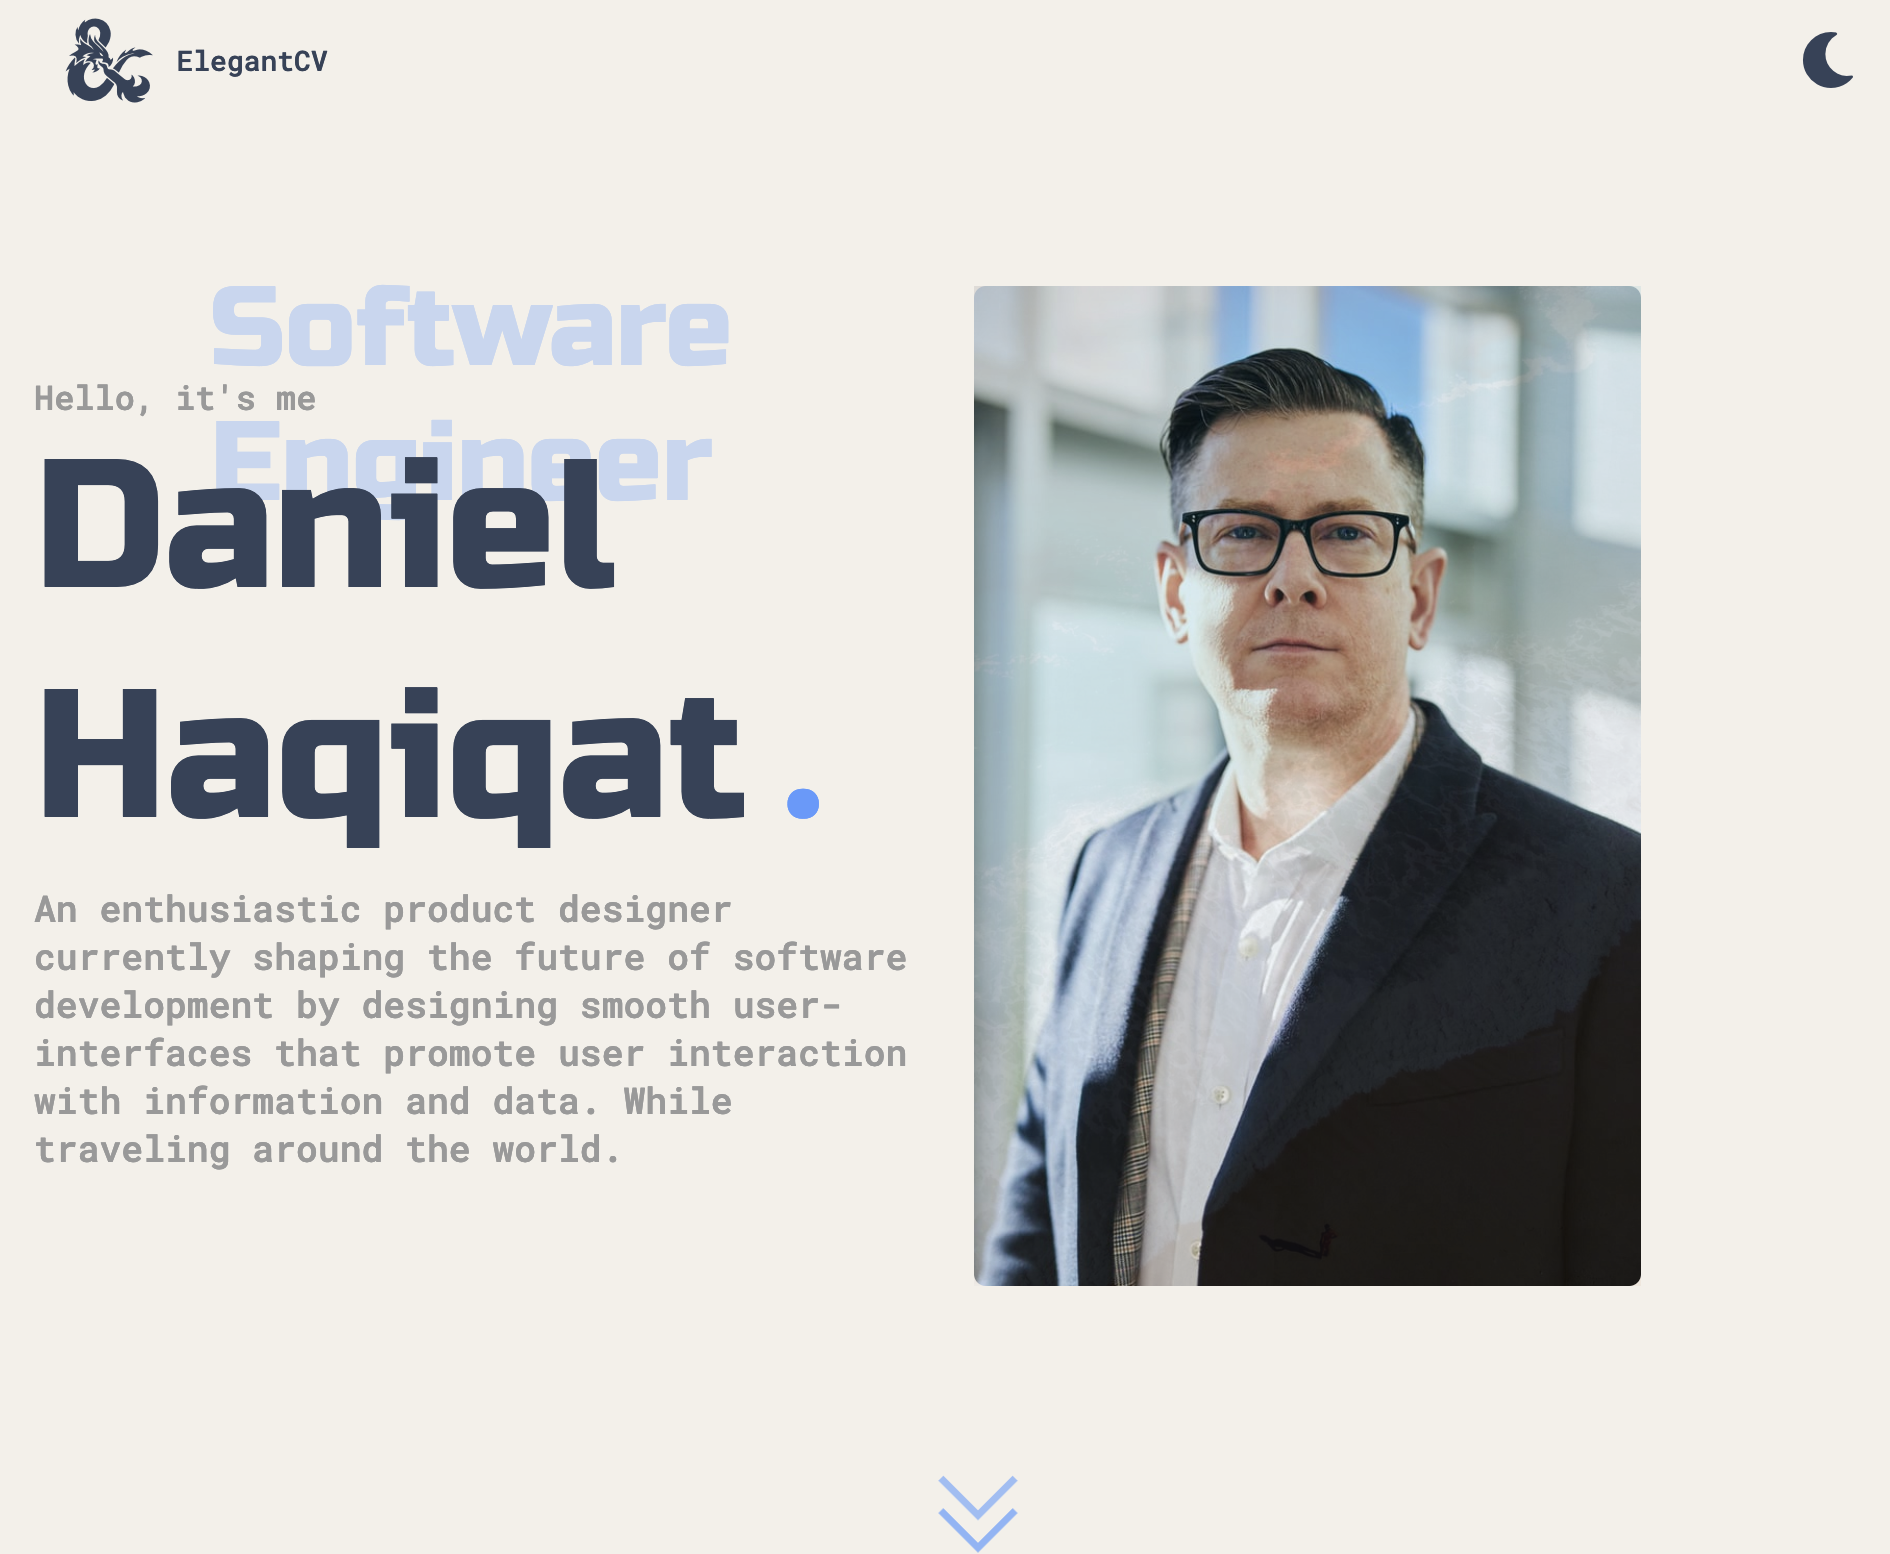 ElegantCV
Software
Hello, it's me
Engineer
Daniel
Haqiqat.
An enthusiastic product designer
currently shaping the future of software
development by designing smooth user-
interfaces that promote user interaction
with information and data. While
traveling around the world.